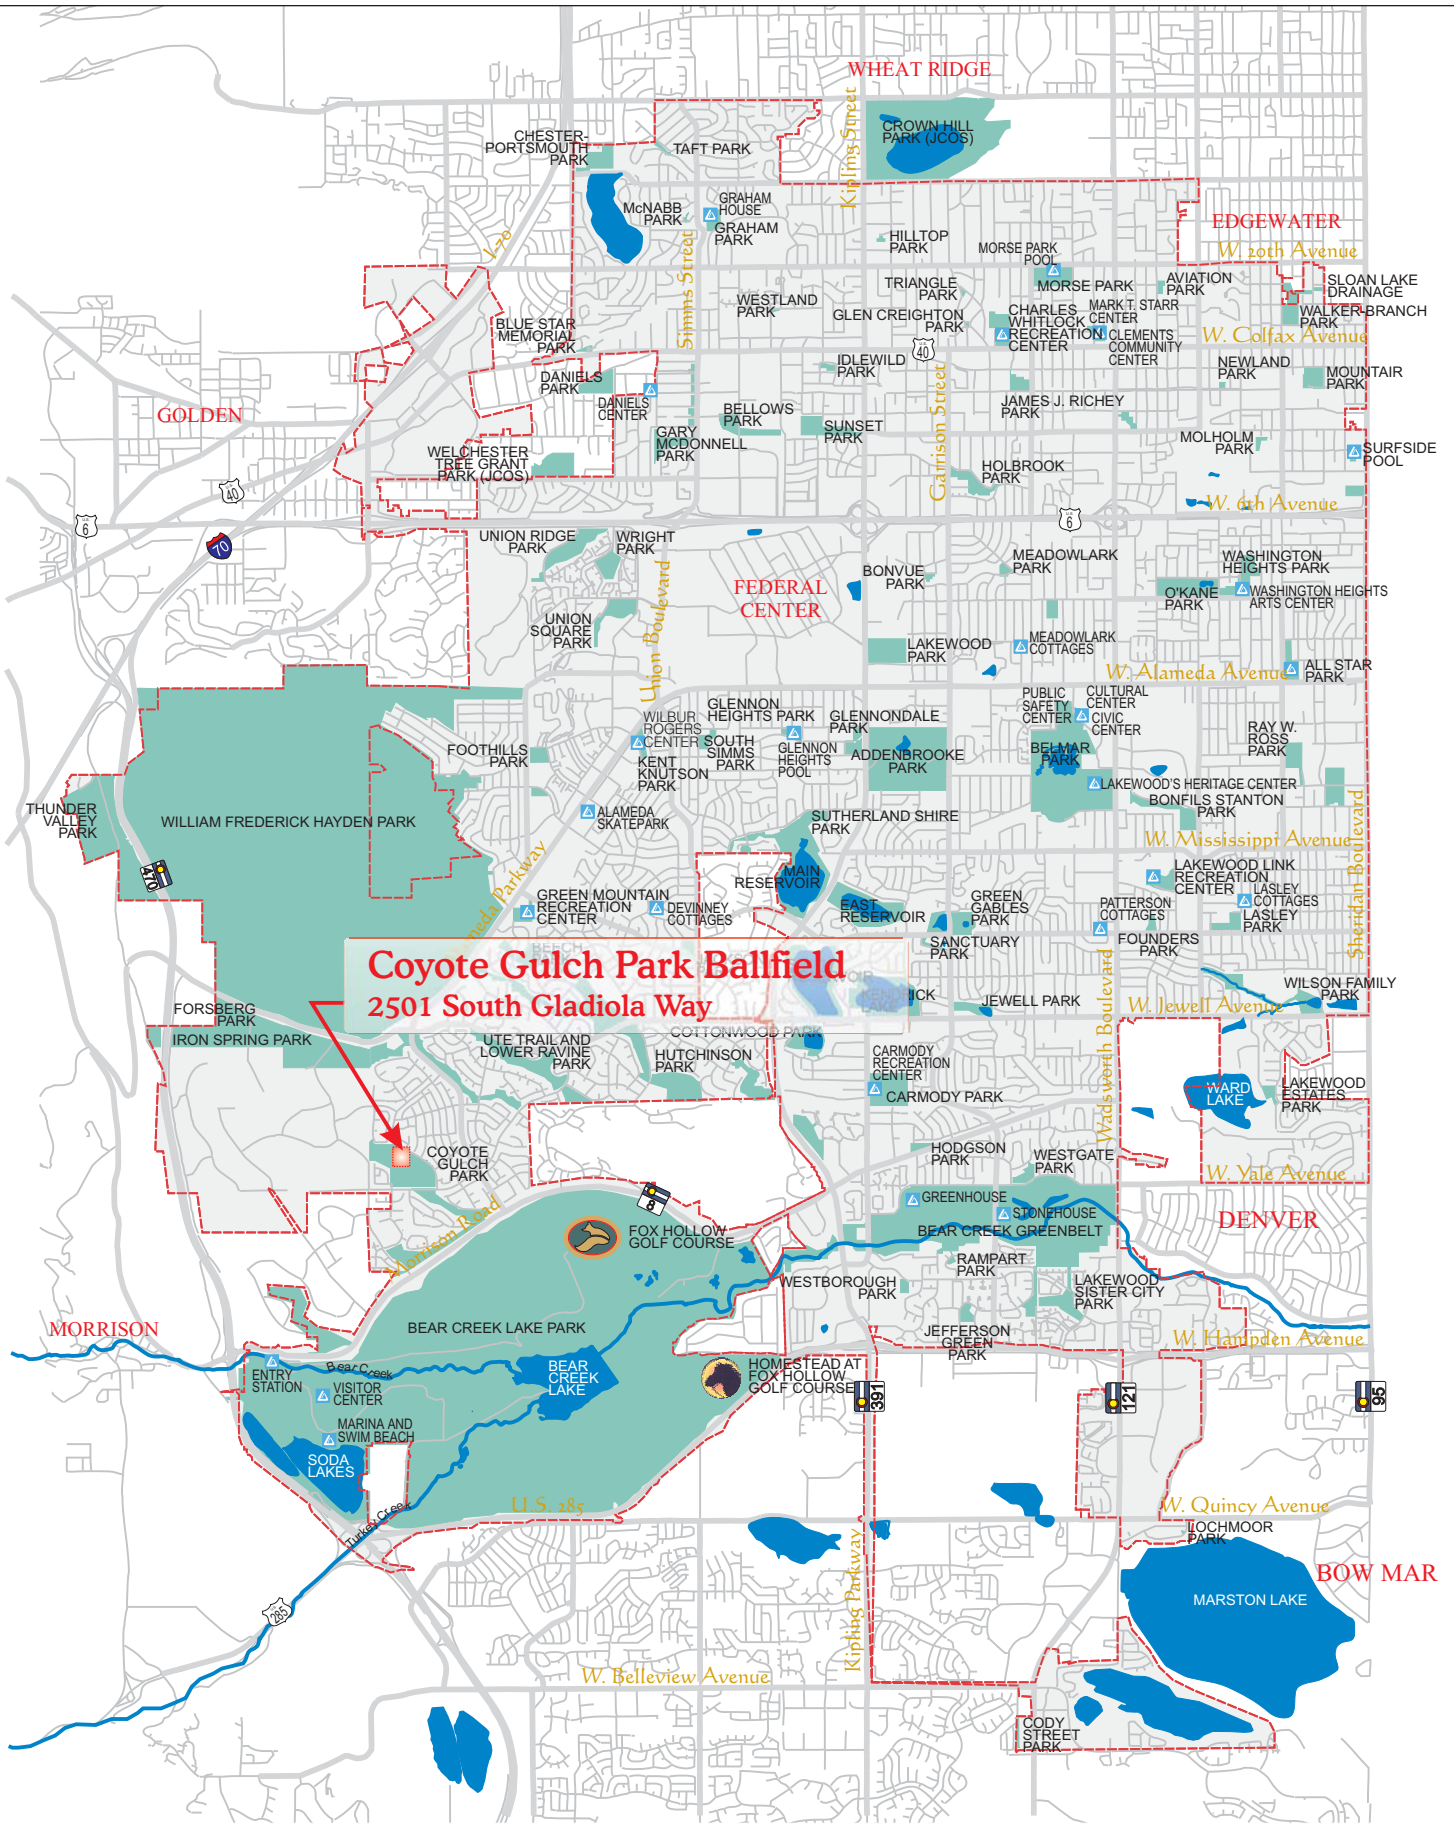 WHEAT RIDGE
Kipling Street
CROWN HILL
PARK (JCOS)
CHESTER-
PORTSMOUTH
PARK
TAFT PARK
McNABB
PARK
GRAHAM
HOUSE
GRAHAM
PARK
HILLTOP
PARK
MORSE PARK
POOL
MORSE PARK
EDGEWATER
W. 20th Avenue
I-70
Simms Street
TRIANGLE
PARK
AVIATION
PARK
SLOAN LAKE
DRAINAGE
WESTLAND
PARK
GLEN CREIGHTON
PARK
CHARLES
WHITLOCK
RECREATION
CENTER
MARK T. STARR
CENTER
CLEMENTS
COMMUNITY
CENTER
WALKER-BRANCH
PARK
W. Colfax Avenue
BLUE STAR
MEMORIAL
PARK
40
IDLEWILD
PARK
NEWLAND
PARK
MOUNTAIR
PARK
DANIELS
PARK
DANIELS
CENTER
GOLDEN
Garrison Street
BELLOWS
PARK
SUNSET
PARK
JAMES J. RICHEY
PARK
GARY
MCDONNELL
PARK
MOLHOLM
PARK
SURFSIDE
POOL
WELCHESTER
TREE GRANT
PARK (JCOS)
HOLBROOK
PARK
40
W. 6th Avenue
6
U.S.
6
70
UNION RIDGE
PARK
WRIGHT
PARK
FEDERAL
CENTER
BONVUE
PARK
MEADOWLARK
PARK
WASHINGTON
HEIGHTS PARK
O'KANE
PARK
WASHINGTON HEIGHTS
ARTS CENTER
UNION
SQUARE
PARK
Union Boulevard
LAKEWOOD
PARK
MEADOWLARK
COTTAGES
W. Alameda Avenue
ALL STAR
PARK
WILBUR
ROGERS
CENTER
GLENNON
HEIGHTS PARK
GLENNONDALE
PARK
PUBLIC
SAFETY
CENTER
CULTURAL
CENTER
CIVIC
CENTER
FOOTHILLS
PARK
KENT
KNUTSON
PARK
SOUTH
SIMMS
PARK
GLENNON
HEIGHTS
POOL
ADDENBROOKE
PARK
BELMAR
PARK
RAY W.
ROSS
PARK
LAKEWOOD'S HERITAGE CENTER
BONFILS STANTON
PARK
THUNDER
VALLEY
PARK
WILLIAM FREDERICK HAYDEN PARK
ALAMEDA
SKATEPARK
SUTHERLAND SHIRE
PARK
W. Mississippi Avenue
Sheridan Boulevard
470
meda Parkway
MAIN
RESERVOIR
LAKEWOOD LINK
RECREATION
CENTER
LASLEY
COTTAGES
LASLEY
PARK
GREEN MOUNTAIN
RECREATION
CENTER
DEVINNEY
COTTAGES
EAST
RESERVOIR
GREEN
GABLES
PARK
PATTERSON
COTTAGES
SANCTUARY
PARK
FOUNDERS
PARK
BEECH
Coyote Gulch Park Ballfield
2501 South Gladiola Way
KENDRICK
LAKE
JEWELL PARK
W. Jewell Avenue
WILSON FAMILY
PARK
FORSBERG
PARK
IRON SPRING PARK
UTE TRAIL AND
LOWER RAVINE
PARK
HUTCHINSON
PARK
COTTONWOOD PARK
CARMODY
RECREATION
CENTER
CARMODY PARK
Wadsworth Boulevard
WARD
LAKE
LAKEWOOD
ESTATES
PARK
COYOTE
GULCH
PARK
HODGSON
PARK
WESTGATE
PARK
W. Yale Avenue
Morrison Road
8
GREENHOUSE
STONEHOUSE
BEAR CREEK GREENBELT
DENVER
FOX HOLLOW
GOLF COURSE
RAMPART
PARK
WESTBOROUGH
PARK
LAKEWOOD
SISTER CITY
PARK
MORRISON
BEAR CREEK LAKE PARK
JEFFERSON
GREEN
PARK
W. Hampden Avenue
ENTRY
STATION
Bear Creek
VISITOR
CENTER
BEAR
CREEK
LAKE
HOMESTEAD AT
FOX HOLLOW
GOLF COURSE
391
121
95
MARINA AND
SWIM BEACH
SODA
LAKES
Turkey Creek
U.S. 285
W. Quincy Avenue
LOCHMOOR
PARK
BOW MAR
MARSTON LAKE
285
Kipling Parkway
W. Belleview Avenue
CODY
STREET
PARK